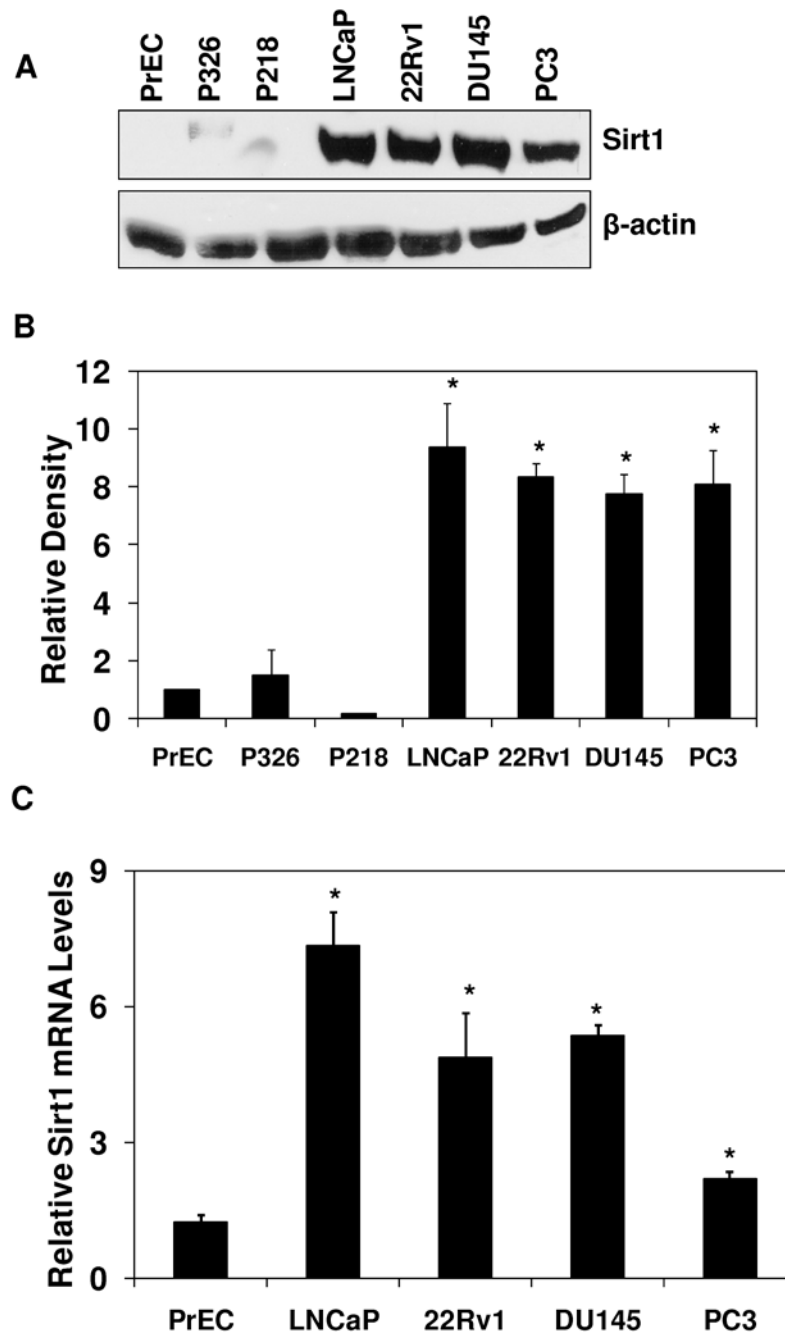 A
PrEC P326 P218 LNCaP 22Rv1 DU145 PC3
Sirt1
β-actin
B
Relative Density
12
10
8
6
4
2
0
* * * *
PrEC P326 P218 LNCaP 22Rv1 DU145 PC3
C
Relative Sirt1 mRNA Levels
9
6
3
0
* * * *
PrEC LNCaP 22Rv1 DU145 PC3